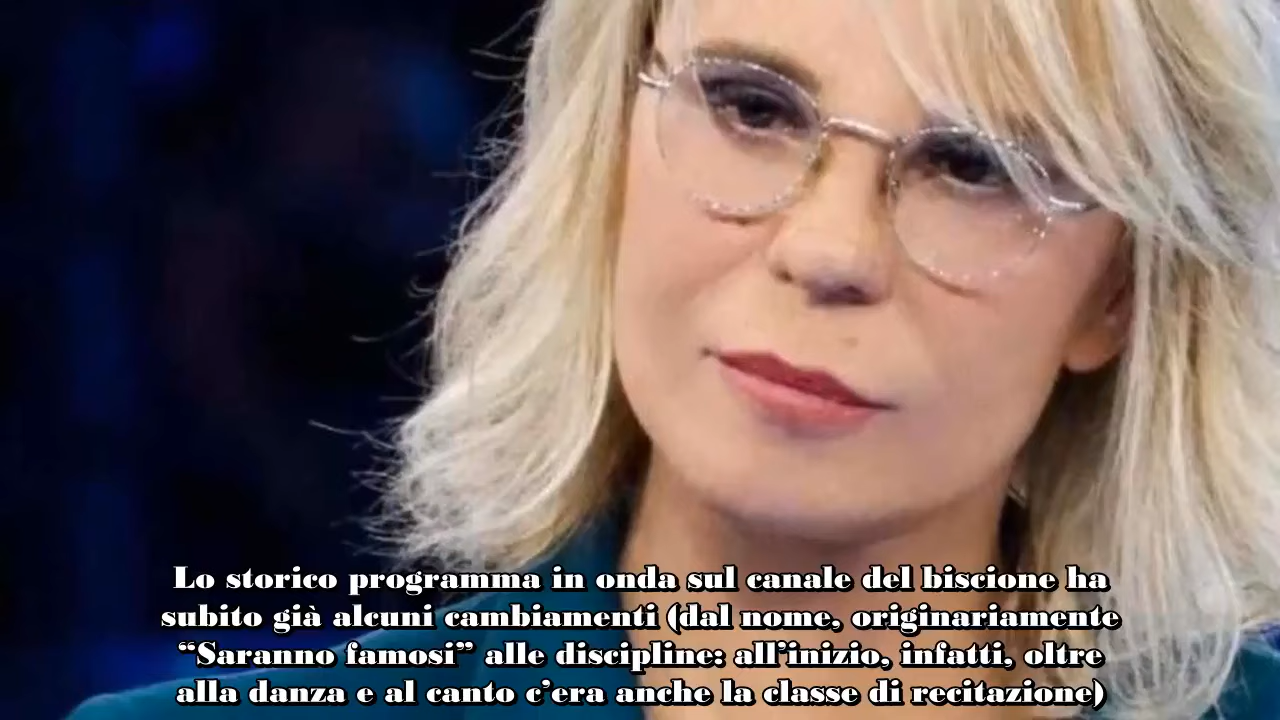 Lo storico programma in onda sul canale del biscione ha
subito già alcuni cambiamenti (dal nome, originariamente
“Saranno famosi” alle discipline: all’inizio, infatti, oltre
alla danza e al canto c’era anche la classe di recitazione)